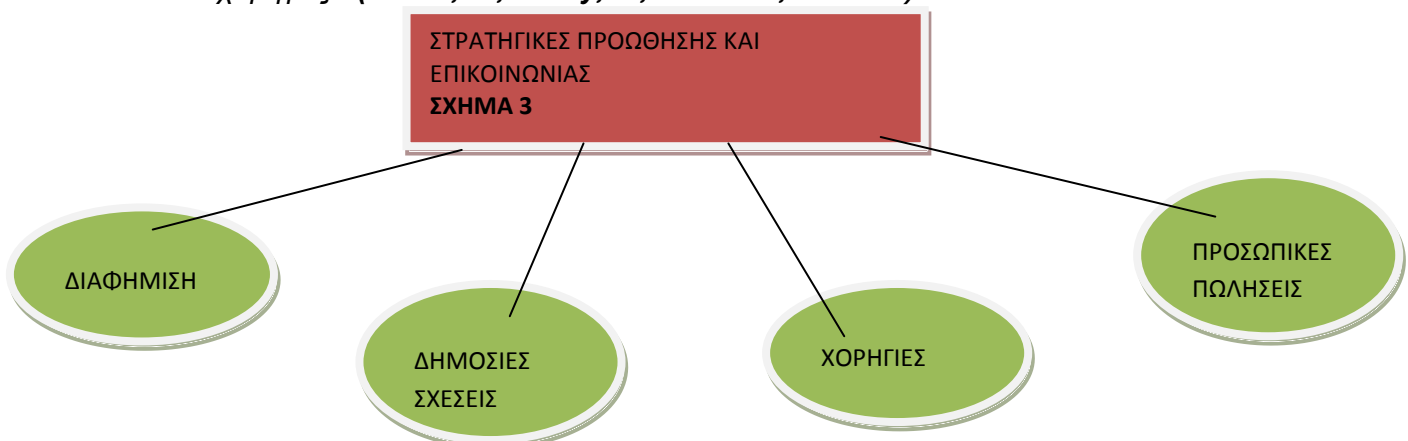 ΣΤΡΑΤΗΓΙΚΕΣ ΠΡΟΩΘΗΣΗΣ ΚΑΙ
ΕΠΙΚΟΙΝΩΝΙΑΣ
ΣΧΗΜΑ 3
ΔΙΑΦΗΜΙΣΗ
ΔΗΜΟΣΙΕΣ
ΣΧΕΣΕΙΣ
ΧΟΡΗΓΙΕΣ
ΠΡΟΣΩΠΙΚΕΣ
ΠΩΛΗΣΕΙΣ